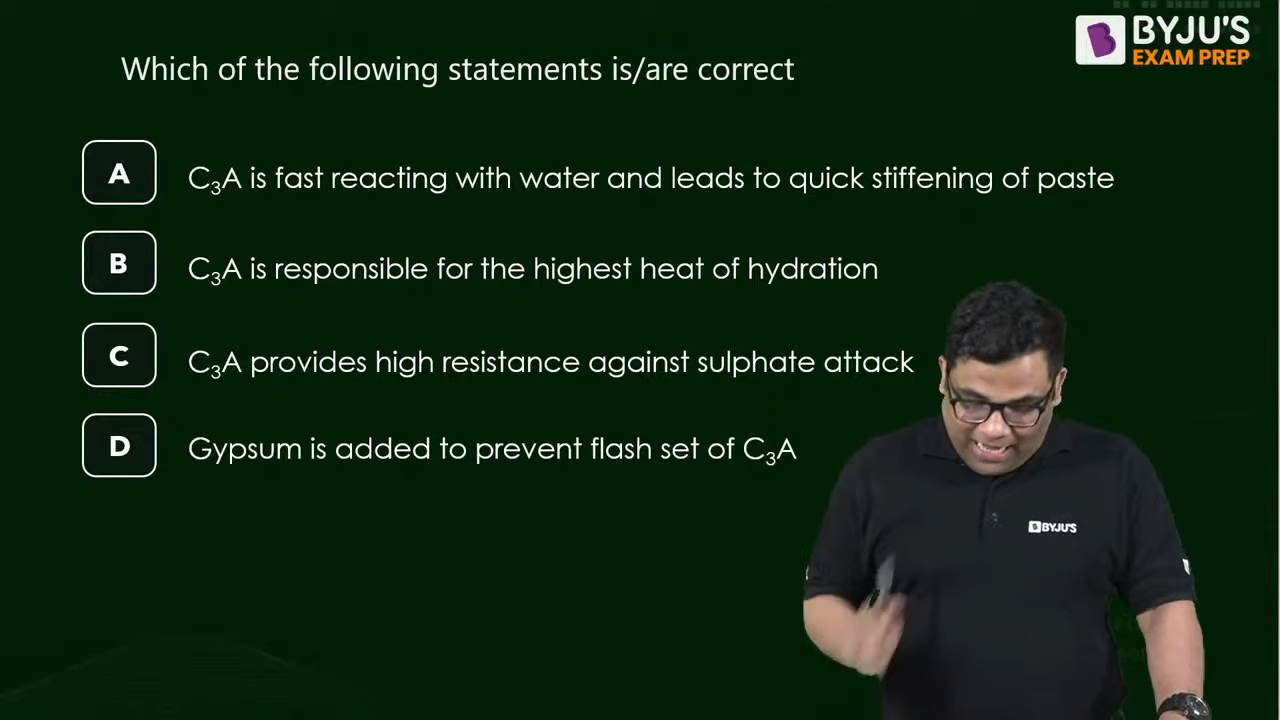 BYJU'S
EXAM PREP
Which of the following statements is/are correct
A C₃A is fast reacting with water and leads to quick stiffening of paste
B C₃A is responsible for the highest heat of hydration
C C₃A provides high resistance against sulphate attack
D Gypsum is added to prevent flash set of C₃A
BYJU'S